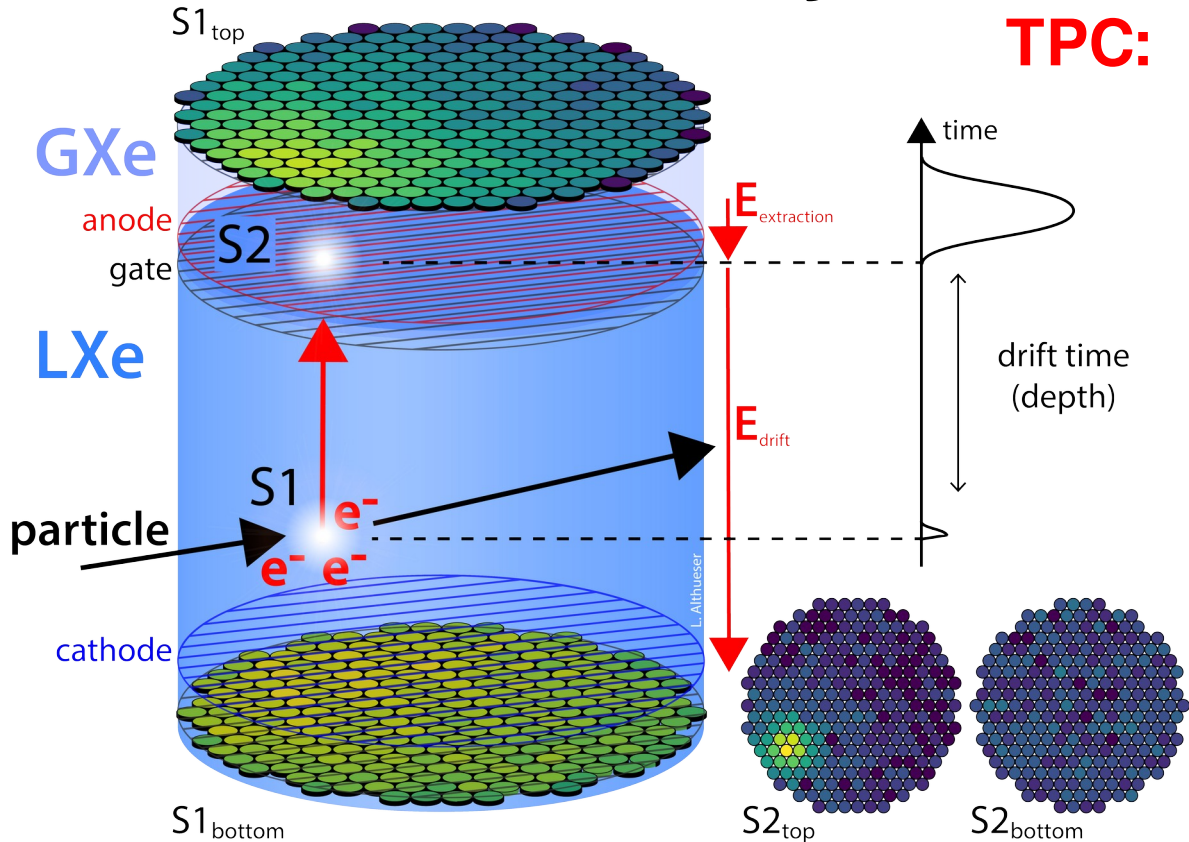 TPC:
S1top
GXe
time
anode
Eextraction
S2
gate
LXe
drift time
(depth)
Edrift
S1
e-
particle
e- e-
L. Althueser
cathode
S1bottom
S2top
S2bottom